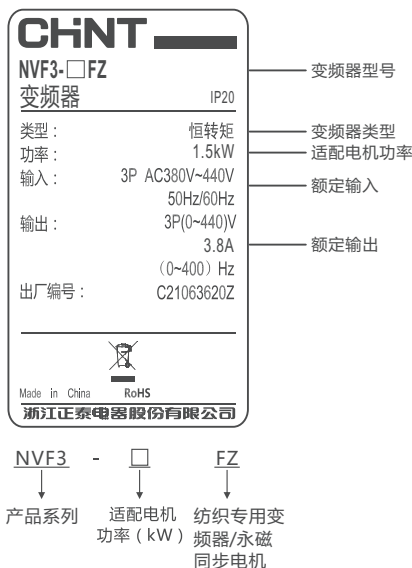 CHNT
NVF3-□FZ
变频器 IP20
变频器型号
类型： 恒转矩
变频器类型
功率： 1.5kW
适配电机功率
输入： 3P AC380V~440V
50Hz/60Hz
额定输入
输出： 3P(0~440)V
3.8A
额定输出
（0~400）Hz
出厂编号： C21063620Z
Made in China RoHS
浙江正泰电器股份有限公司
NVF3 - □ FZ
产品系列
适配电机
功率（kW）
纺织专用变
频器/永磁
同步电机